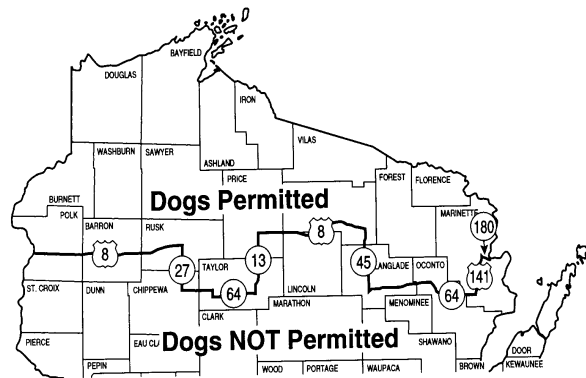 BAYFIELD
DOUGLAS
IRON
VILAS
WASHBURN SAWYER
ASHLAND
PRICE
FOREST FLORENCE
BURNETT
Dogs Permitted
MARINETTE
POLK
180
BARRON RUSK
8
8
TAYLOR
13
45
LANGLADE OCONTO
27
141
ST. CROIX DUNN CHIPPEWA
64
LINCOLN
64
MARATHON
MENOMINEE
CLARK
PIERCE
EAU CL
Dogs NOT Permitted
SHAWANO
DOOR
PEPIN
WOOD PORTAGE WAUPACA
BROWN
KEWAUNEE